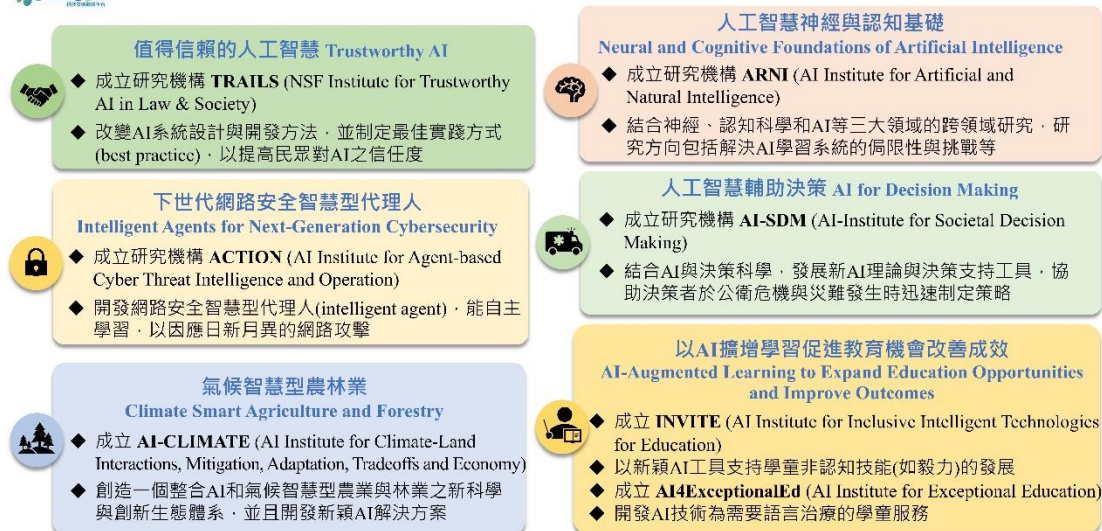 值得信賴的人工智慧 Trustworthy AI
◆ 成立研究機構 TRAILS (NSF Institute for Trustworthy
AI in Law & Society)
◆ 改變AI系統設計與開發方法，並制定最佳實踐方式
(best practice)，以提高民眾對AI之信任度
下世代網路安全智慧型代理人
Intelligent Agents for Next-Generation Cybersecurity
◆ 成立研究機構 ACTION (AI Institute for Agent-based
Cyber Threat Intelligence and Operation)
◆ 開發網路安全智慧型代理人(intelligent agent)，能自主
學習，以因應日新月異的網路攻擊
氣候智慧型農林業
Climate Smart Agriculture and Forestry
◆ 成立 AI-CLIMATE (AI Institute for Climate-Land
Interactions, Mitigation, Adaptation, Tradeoffs and Economy)
◆ 創造一個整合AI和氣候智慧型農業與林業之新科學
與創新生態體系，並且開發新穎AI解決方案
人工智慧神經與認知基礎
Neural and Cognitive Foundations of Artificial Intelligence
◆ 成立研究機構 ARNI (AI Institute for Artificial and
Natural Intelligence)
◆ 結合神經、認知科學和AI等三大領域的跨領域研究，研
究方向包括解決AI學習系統的侷限性與挑戰等
人工智慧輔助決策 AI for Decision Making
◆ 成立研究機構 AI-SDM (AI-Institute for Societal Decision
Making)
◆ 結合AI與決策科學，發展新AI理論與決策支持工具，協
助決策者於公衛危機與災難發生時迅速制定策略
以AI擴增學習促進教育機會改善成效
AI-Augmented Learning to Expand Education Opportunities
and Improve Outcomes
◆ 成立 INVITE (AI Institute for Inclusive Intelligent Technologies
for Education)
◆ 以新穎AI工具支持學童非認知技能(如毅力)的發展
◆ 成立 AI4ExceptionalEd (AI Institute for Exceptional Education)
◆ 開發AI技術為需要語言治療的學童服務